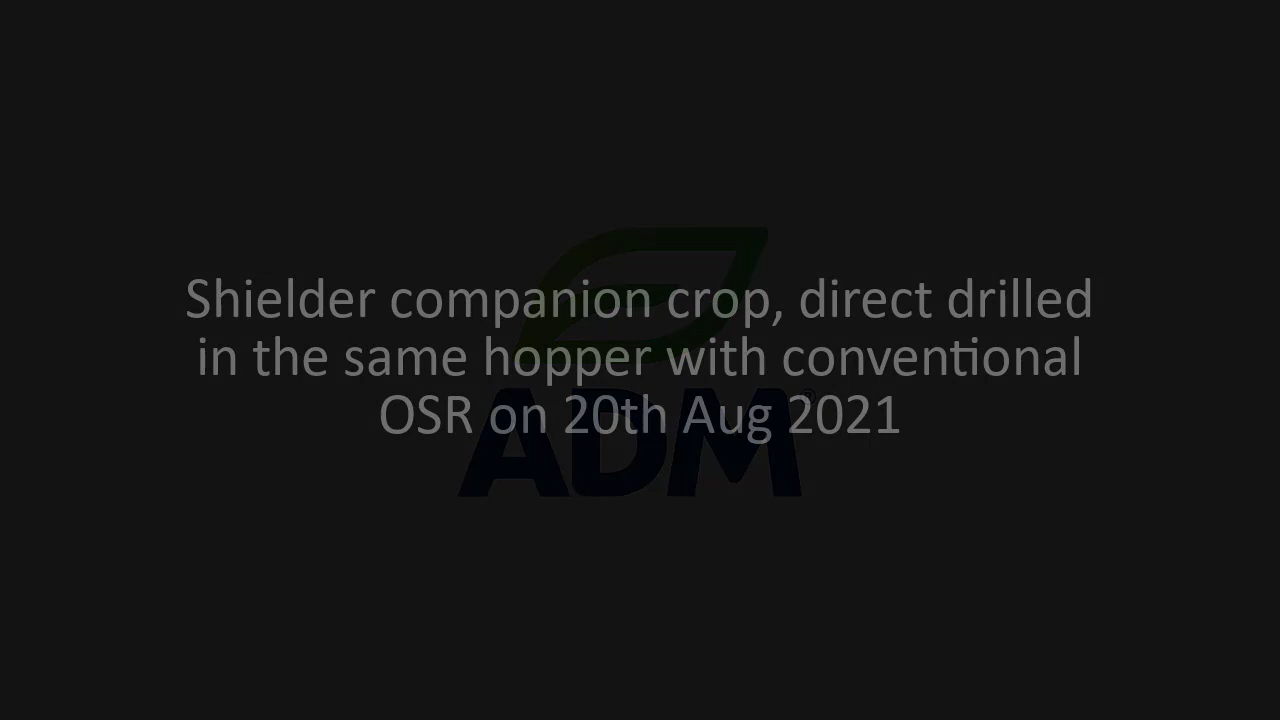 Shielder companion crop, direct drilled
in the same hopper with conventional
OSR on 20th Aug 2021
ADM®